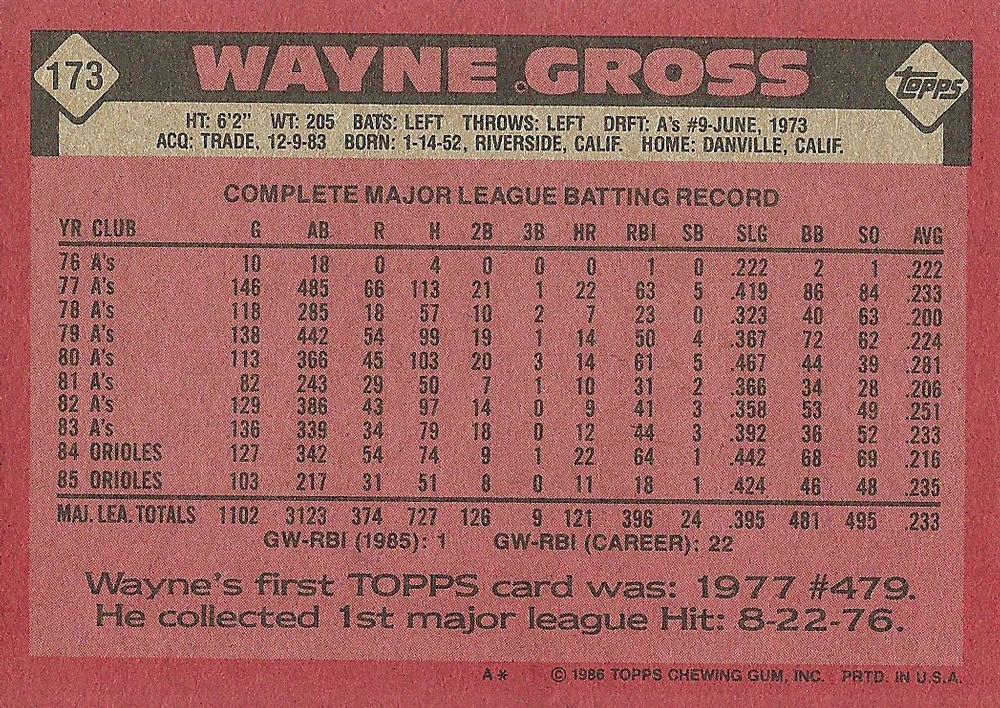 173 WAYNE GROSS TOPPS
HT: 6'2" WT: 205 BATS: LEFT THROWS: LEFT DRFT: A's #9-JUNE, 1973
ACQ: TRADE, 12-9-83 BORN: 1-14-52, RIVERSIDE, CALIF. HOME: DANVILLE, CALIF.
COMPLETE MAJOR LEAGUE BATTING RECORD
YR CLUB G AB R H 2B 3B HR RBI SB SLG BB SO AVG
76 A's 10 18 0 4 0 0 0 1 0 .222 2 1 .222
77 A's 146 485 66 113 21 1 22 63 5 .419 86 84 .233
78 A's 118 285 18 57 10 2 7 23 0 .323 40 63 .200
79 A's 138 442 54 99 19 1 14 50 4 .367 72 62 .224
80 A's 113 366 45 103 20 3 14 61 5 .467 44 39 .281
81 A's 82 243 29 50 7 1 10 31 2 .366 34 28 .206
82 A's 129 386 43 97 14 0 9 41 3 .358 53 49 .251
83 A's 136 339 34 79 18 0 12 44 3 .392 36 52 .233
84 ORIOLES 127 342 54 74 9 1 22 64 1 .442 68 69 .216
85 ORIOLES 103 217 31 51 8 0 11 18 1 .424 46 48 .235
MAJ. LEA. TOTALS 1102 3123 374 727 126 9 121 396 24 .395 481 495 .233
GW-RBI (1985): 1 GW-RBI (CAREER): 22
Wayne's first TOPPS card was: 1977 #479.
He collected 1st major league Hit: 8-22-76.
A* © 1986 TOPPS CHEWING GUM, INC. PRTD. IN U.S.A.